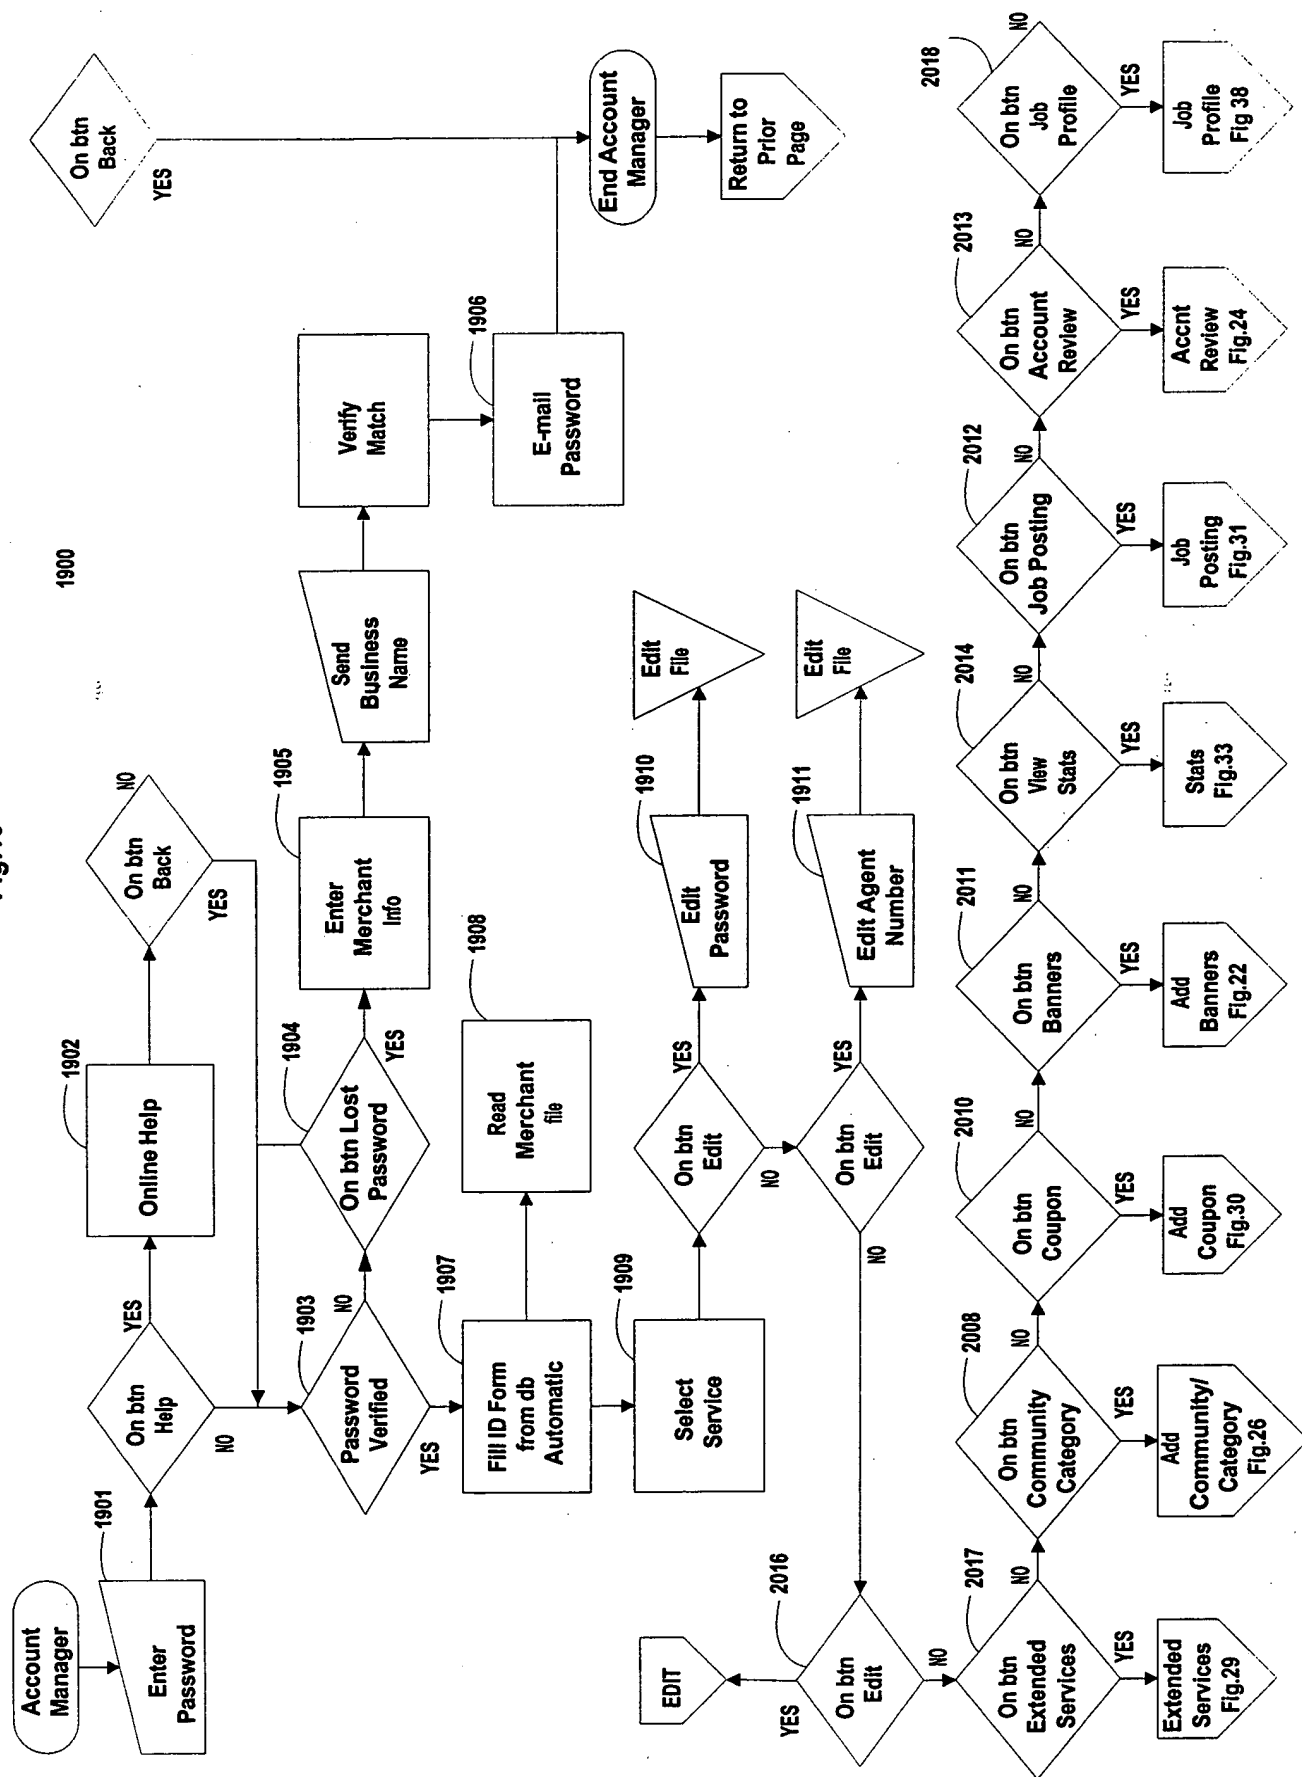 1900
Account
Manager
1901
Enter
Password
On btn
Help
YES
NO
1902
Online Help
On btn
Back
NO
YES
On btn
Back
YES
1903
Password
Verified
NO
YES
1904
On btn Lost
Password
YES
1905
Enter
Merchant
Info
Send
Business
Name
Verify
Match
1906
E-mail
Password
End Account
Manager
Return to
Prior
Page
1907
Fill ID Form
from db
Automatic
1908
Read
Merchant
file
1909
Select
Service
On btn
Edit
YES
NO
1910
Edit
Password
Edit
File
On btn
Edit
YES
NO
1911
Edit Agent
Number
Edit
File
EDIT
YES
2016
On btn
Edit
NO
2017
On btn
Extended
Services
NO
YES
Extended
Services
Fig.29
2008
On btn
Community
Category
NO
YES
Add
Community/
Category
Fig.26
2010
On btn
Coupon
NO
YES
Add
Coupon
Fig.30
2011
On btn
Banners
NO
YES
Add
Banners
Fig.22
2014
On btn
View
Stats
NO
YES
Stats
Fig.33
2012
On btn
Job Posting
NO
YES
Job
Posting
Fig.31
2013
On btn
Account
Review
NO
YES
Accnt
Review
Fig.24
2018
On btn
Job
Profile
NO
YES
Job
Profile
Fig 38